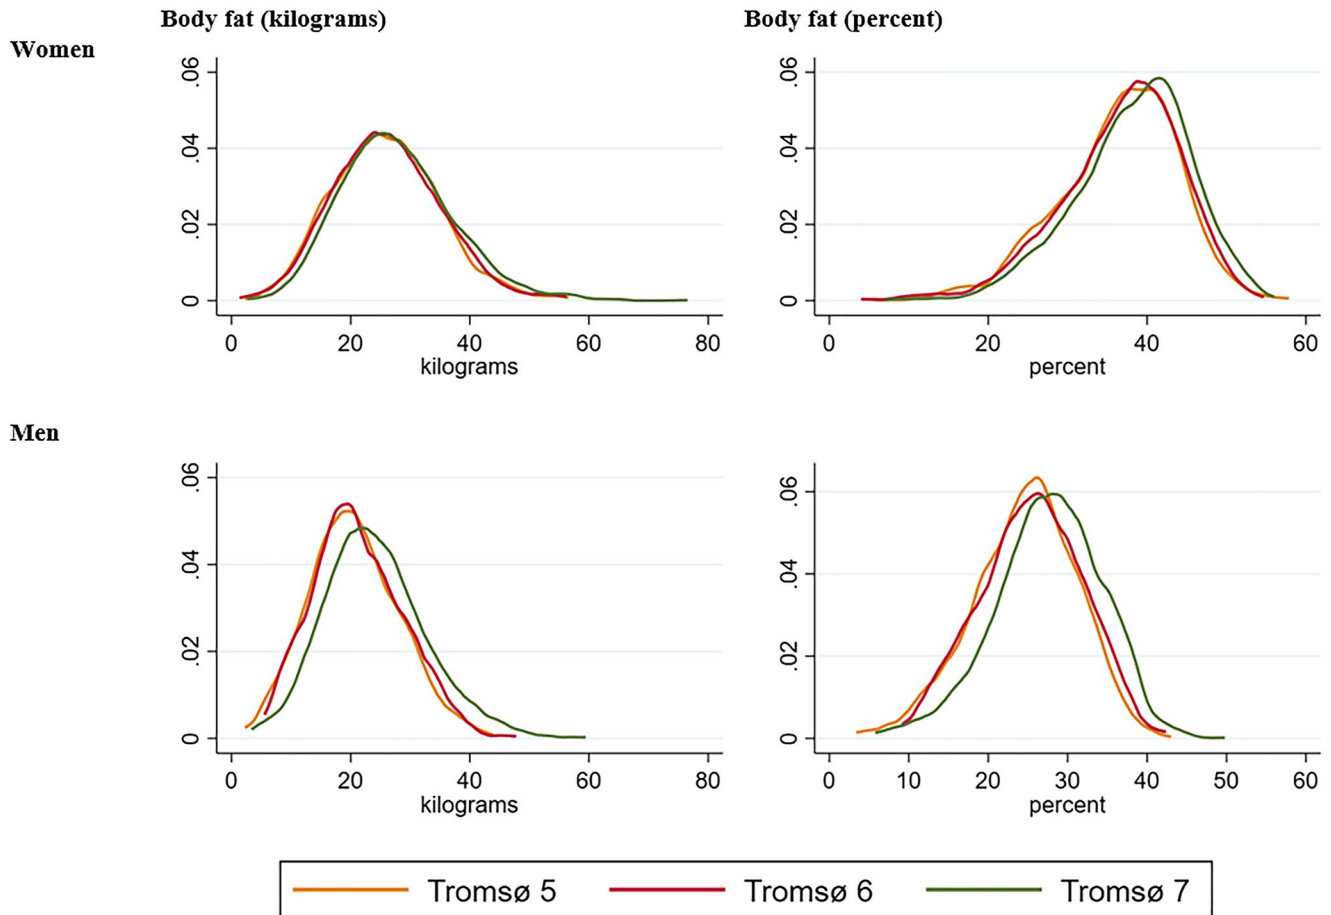 Body fat (kilograms) Body fat (percent)
Women
.06 .06
.04 .04
.02 .02
0 0
0 20 40 60 80 0 20 40 60
kilograms percent
Men
.06 .06
.04 .04
.02 .02
0 0
0 20 40 60 80 0 10 20 30 40 50 60
kilograms percent
Tromsø 5 Tromsø 6 Tromsø 7